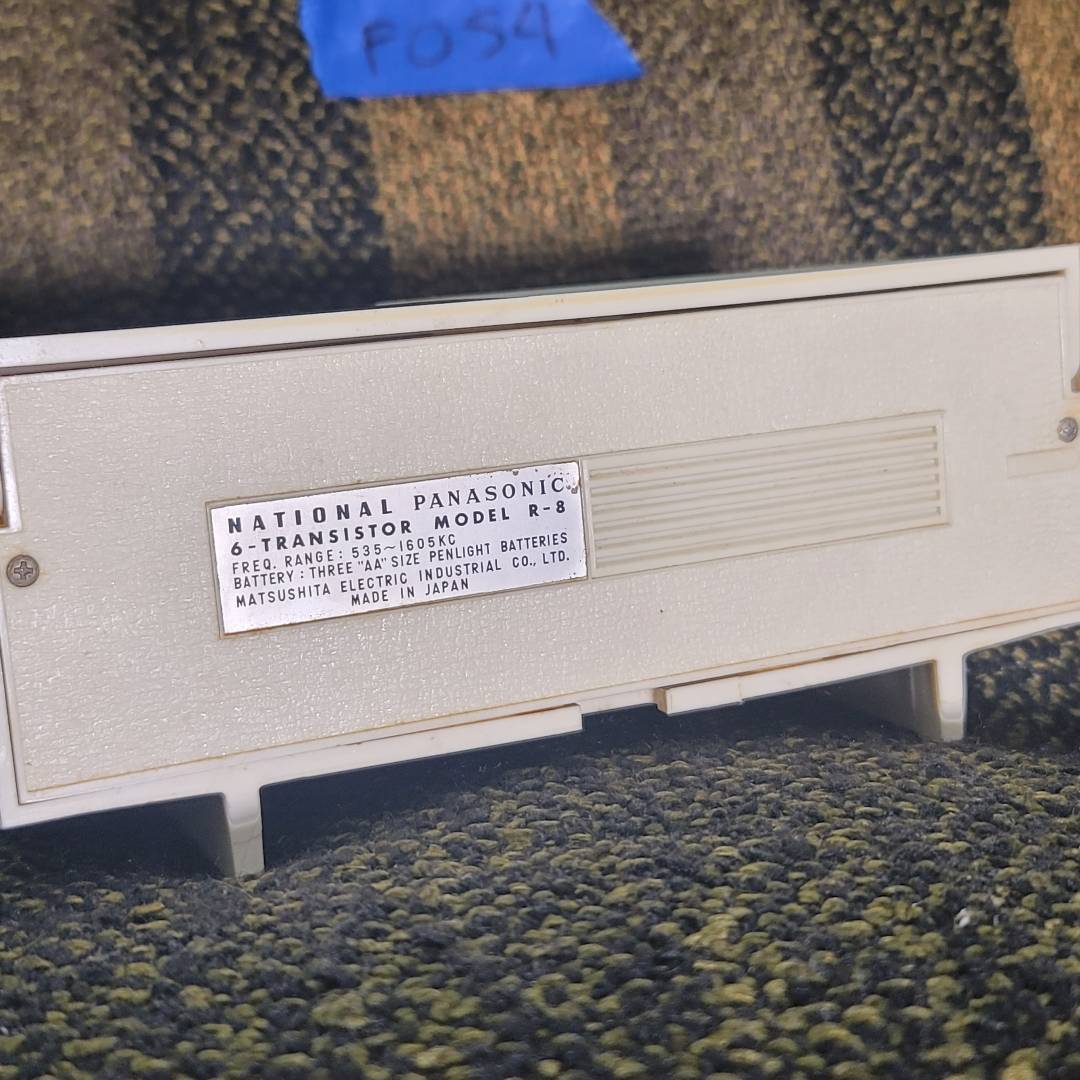 FOS4
NATIONAL PANASONIC
6-TRANSISTOR MODEL R-8
FREQ. RANGE: 535~1605KC
BATTERY: THREE "AA" SIZE PENLIGHT BATTERIES
MATSUSHITA ELECTRIC INDUSTRIAL CO., LTD.
MADE IN JAPAN